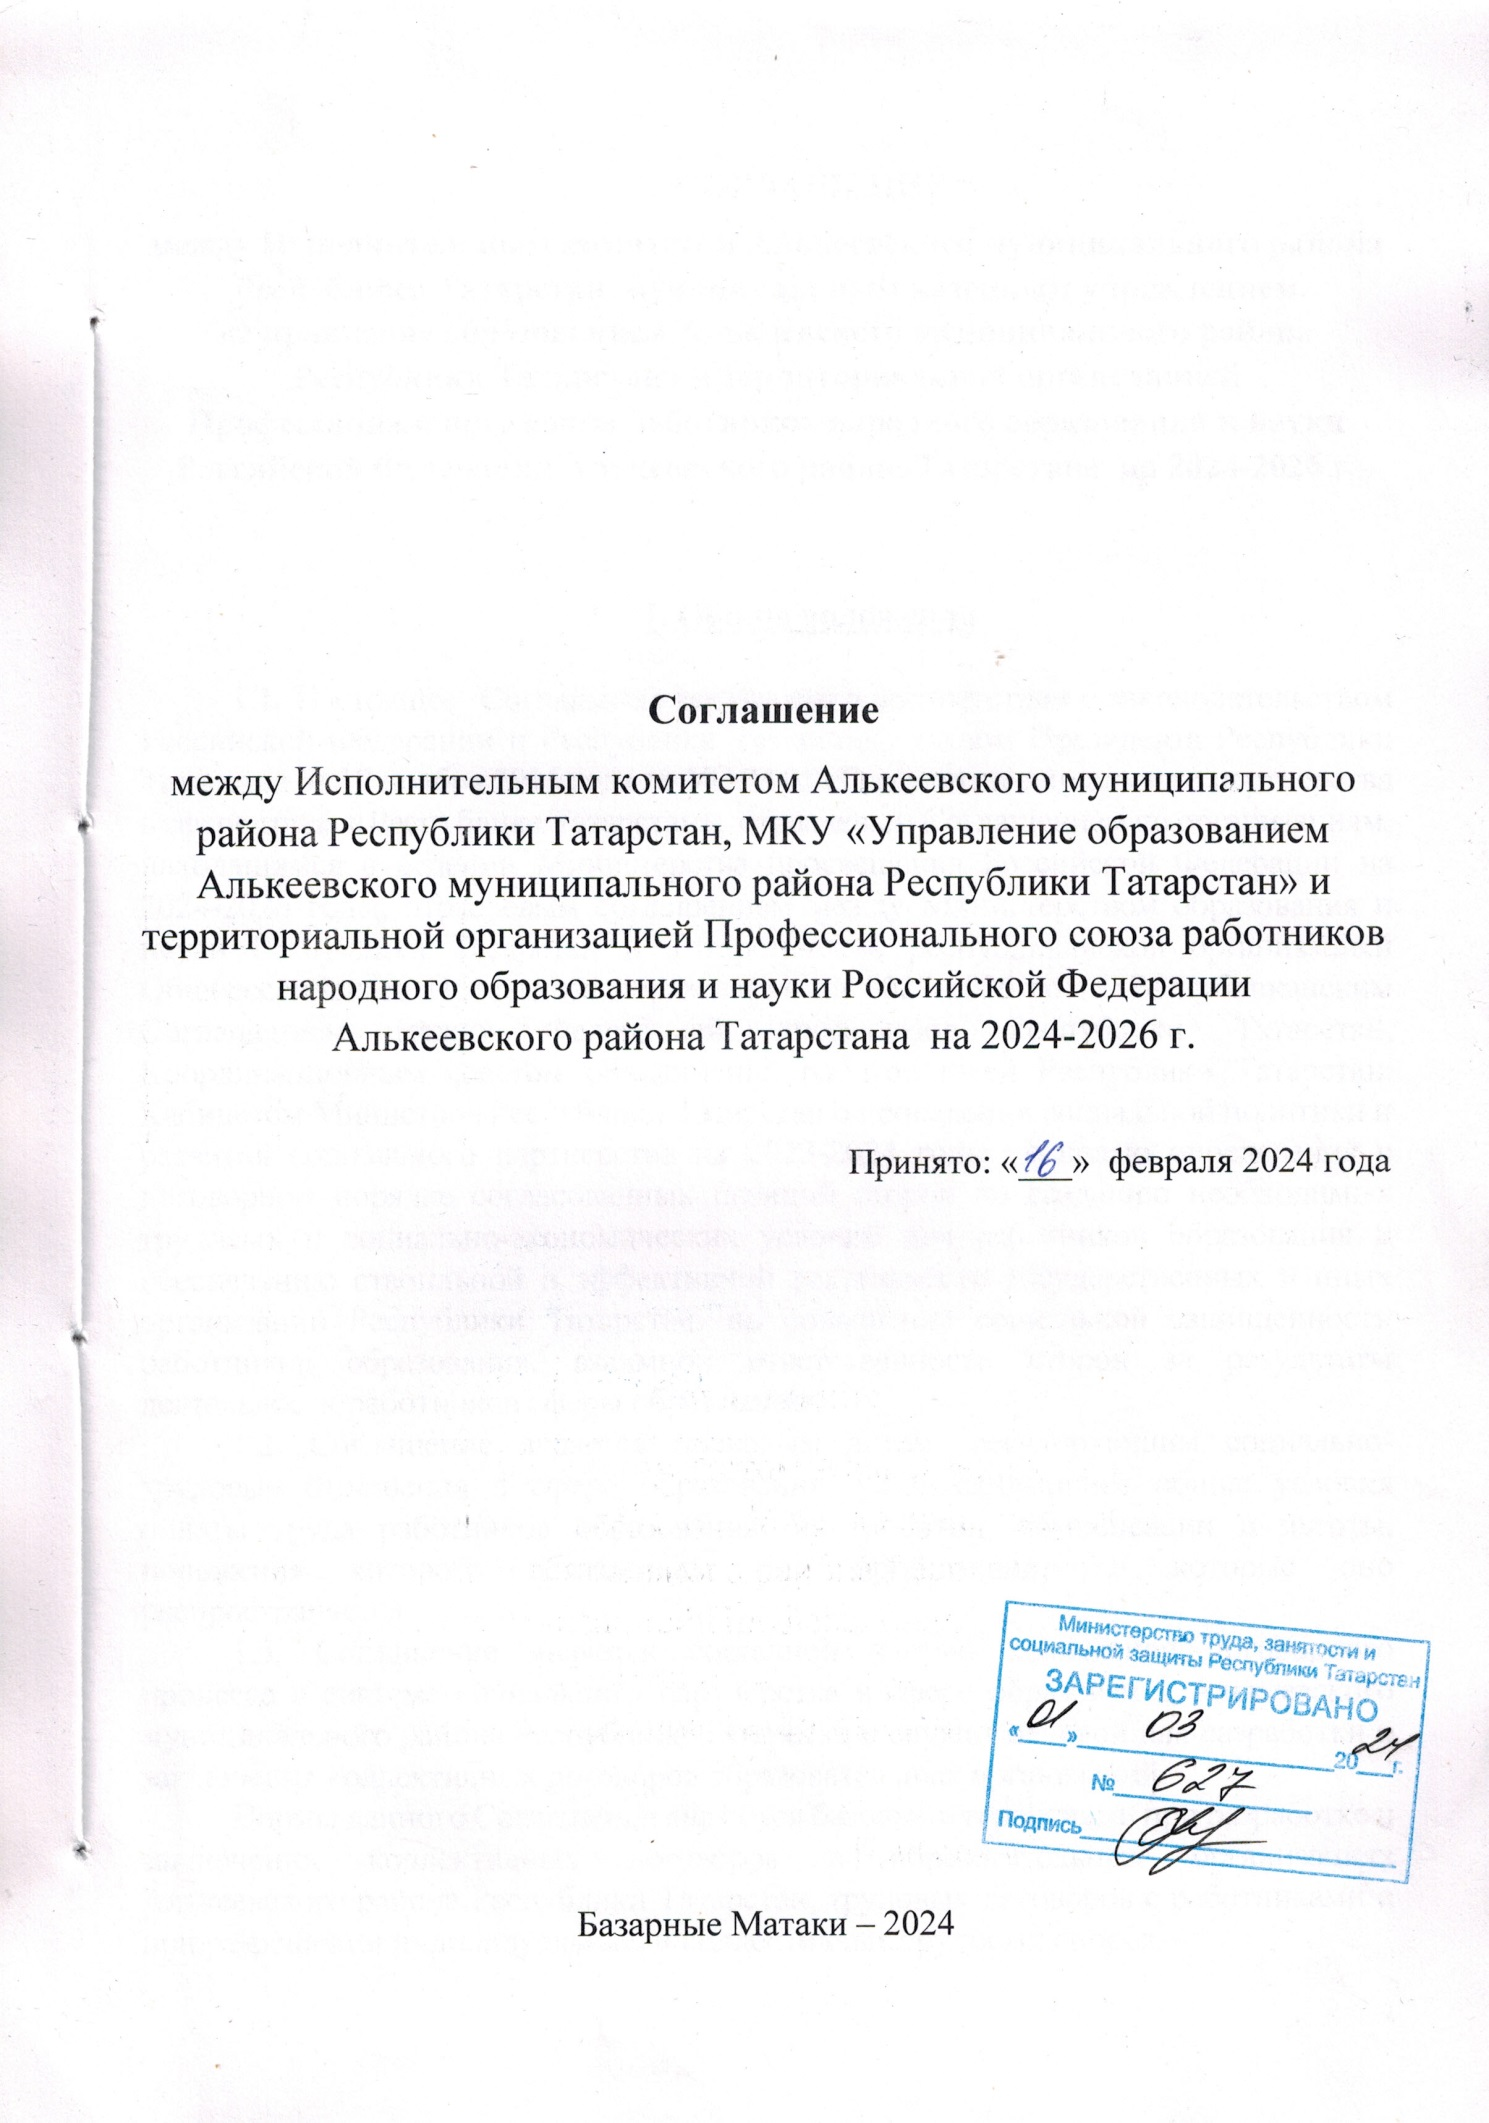 Соглашение
между Исполнительным комитетом Алькеевского муниципального
района Республики Татарстан, МКУ «Управление образованием
Алькеевского муниципального района Республики Татарстан» и
территориальной организацией Профессионального союза работников
народного образования и науки Российской Федерации
Алькеевского района Татарстана на 2024-2026 г.
Принято: «16» февраля 2024 года
Министерство труда, занятости и
социальной защиты Республики Татарстан
ЗАРЕГИСТРИРОВАНО
«01» 03 2024 г.
№ 627
Подпись
Базарные Матаки – 2024